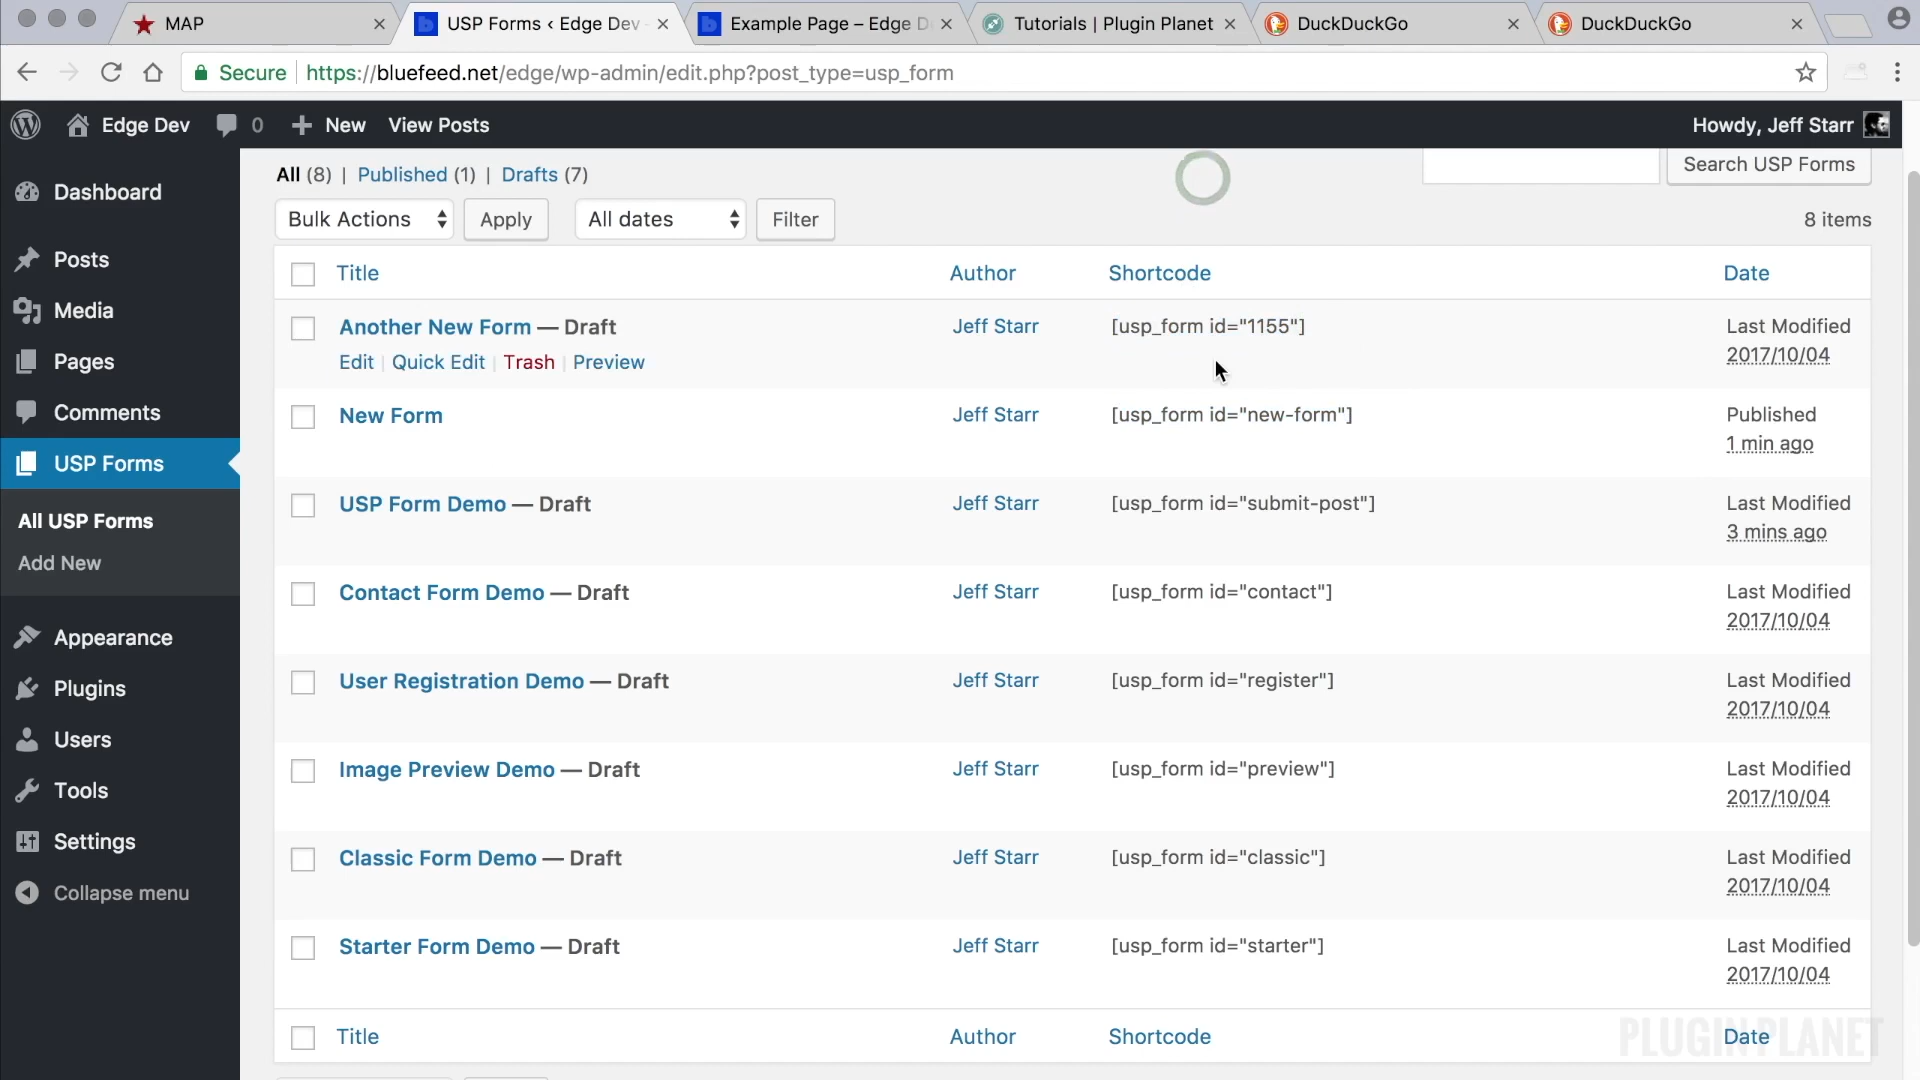 MAP
USP Forms ‹ Edge Dev
Example Page – Edge D
Tutorials | Plugin Planet
DuckDuckGo
DuckDuckGo
Secure
https://bluefeed.net/edge/wp-admin/edit.php?post_type=usp_form
Edge Dev
0
New
View Posts
Howdy, Jeff Starr
Dashboard
Posts
Media
Pages
Comments
USP Forms
All USP Forms
Add New
Appearance
Plugins
Users
Tools
Settings
Collapse menu
All (8) | Published (1) | Drafts (7)
Search USP Forms
Bulk Actions
Apply
All dates
Filter
8 items
Title Author Shortcode Date
Another New Form — Draft Jeff Starr [usp_form id="1155"] Last Modified
Edit | Quick Edit | Trash | Preview 2017/10/04
New Form Jeff Starr [usp_form id="new-form"] Published
1 min ago
USP Form Demo — Draft Jeff Starr [usp_form id="submit-post"] Last Modified
3 mins ago
Contact Form Demo — Draft Jeff Starr [usp_form id="contact"] Last Modified
2017/10/04
User Registration Demo — Draft Jeff Starr [usp_form id="register"] Last Modified
2017/10/04
Image Preview Demo — Draft Jeff Starr [usp_form id="preview"] Last Modified
2017/10/04
Classic Form Demo — Draft Jeff Starr [usp_form id="classic"] Last Modified
2017/10/04
Starter Form Demo — Draft Jeff Starr [usp_form id="starter"] Last Modified
2017/10/04
Title Author Shortcode Date
PLUGIN PLANET